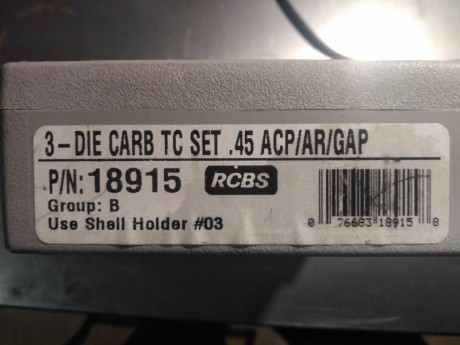 3-DIE CARB TC SET .45 ACP/AR/GAP
P/N:18915 RCBS
Group: B
Use Shell Holder #03
0 76683 18915 8